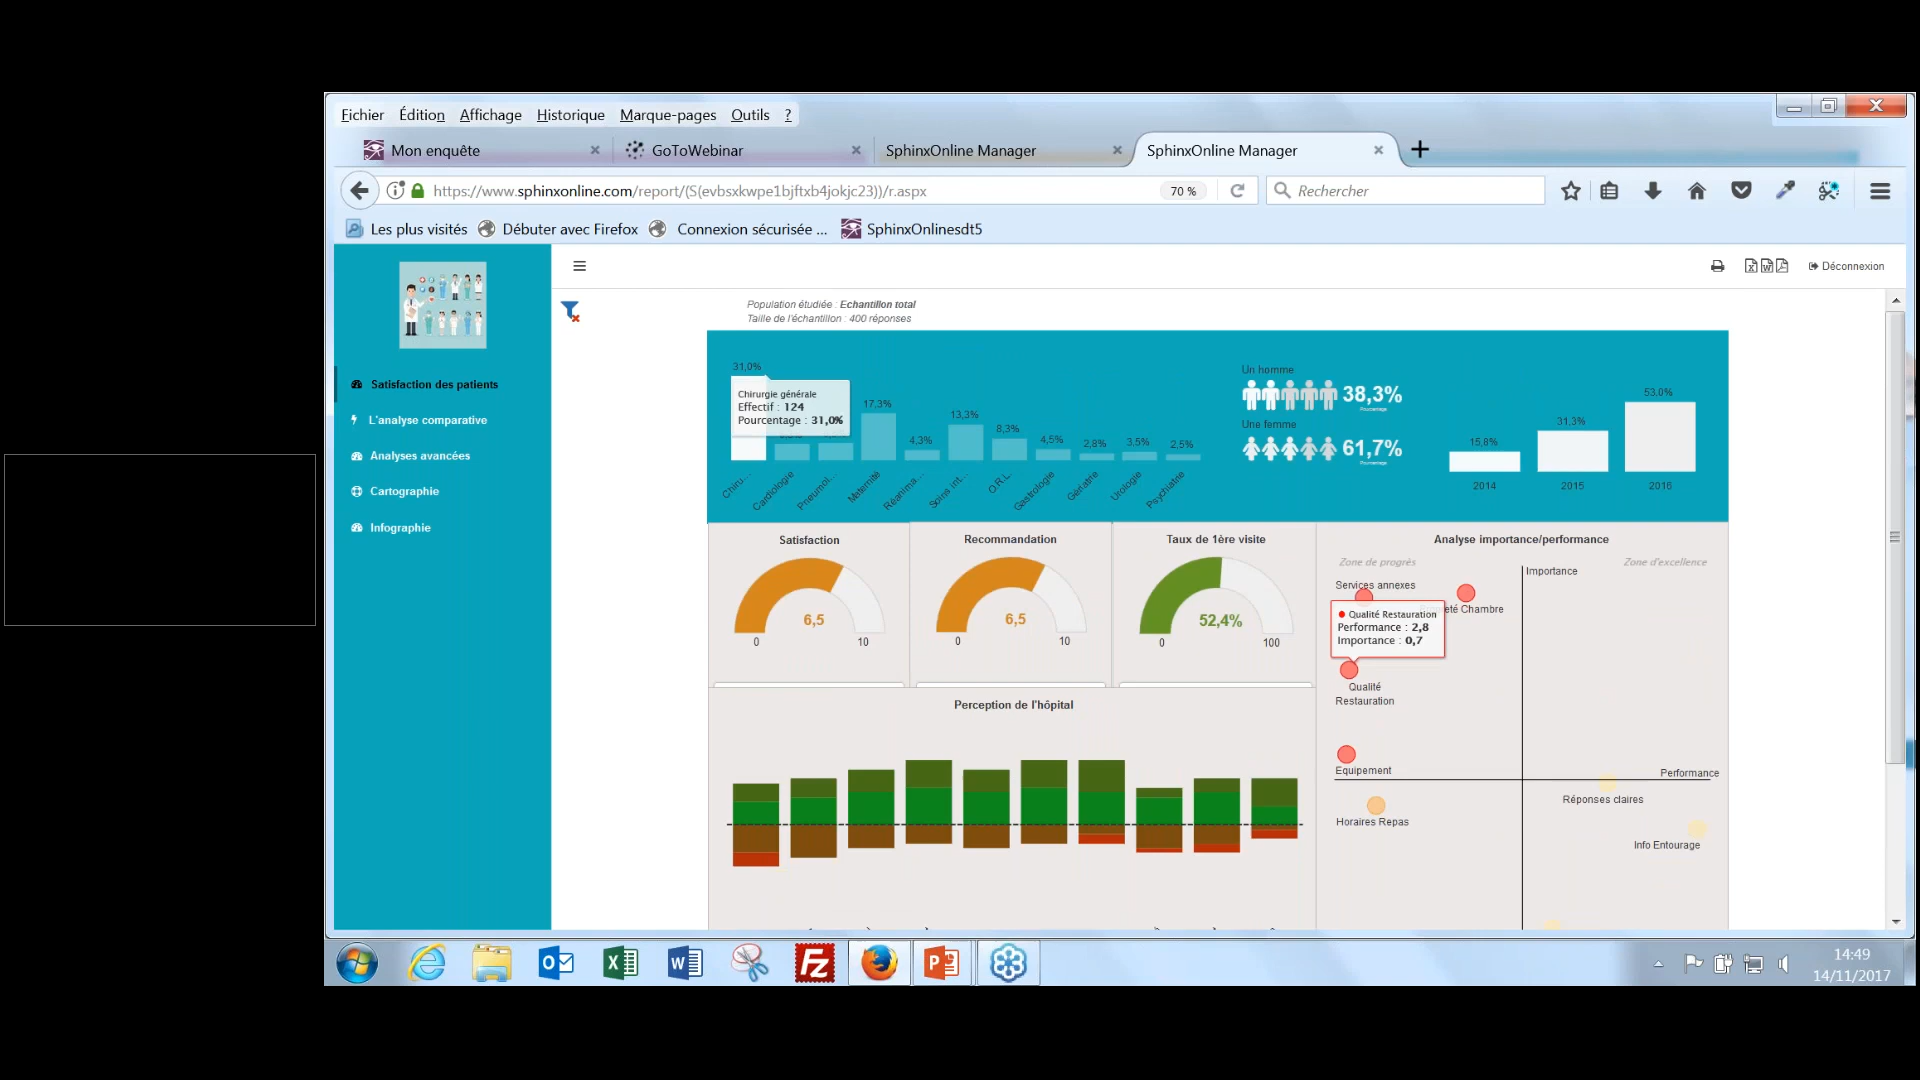 Fichier Édition Affichage Historique Marque-pages Outils ?
Mon enquête
GoToWebinar
SphinxOnline Manager
SphinxOnline Manager
https://www.sphinxonline.com/report/(S(evbsxkwpe1bjftxb4jokjc23))/r.aspx
70 %
Rechercher
Les plus visités
Débuter avec Firefox
Connexion sécurisée ...
SphinxOnlinesdt5
Déconnexion
Population étudiée : Echantillon total
Taille de l'échantillon : 400 réponses
Satisfaction des patients
L'analyse comparative
Analyses avancées
Cartographie
Infographie
31,0%
Chirurgie générale
Effectif : 124
Pourcentage : 31,0%
17,3%
4,3%
13,3%
8,3%
4,5%
2,8%
3,5%
2,5%
Chiru...
Cardiologie
Pneumol...
Maternité
Réanima...
Soins int...
O.R.L
Gastrologie
Gériatrie
Urologie
Psychiatrie
Un homme
38,3%
Pourcentage
Une femme
61,7%
Pourcentage
15,8%
31,3%
53,0%
2014
2015
2016
Satisfaction
6,5
0
10
Recommandation
6,5
0
10
Taux de 1ère visite
52,4%
0
100
Analyse importance/performance
Zone de progrès
Zone d'excellence
Importance
Services annexes
eté Chambre
Qualité Restauration
Performance : 2,8
Importance : 0,7
Qualité
Restauration
Equipement
Performance
Réponses claires
Horaires Repas
Info Entourage
Perception de l'hôpital
14:49
14/11/2017